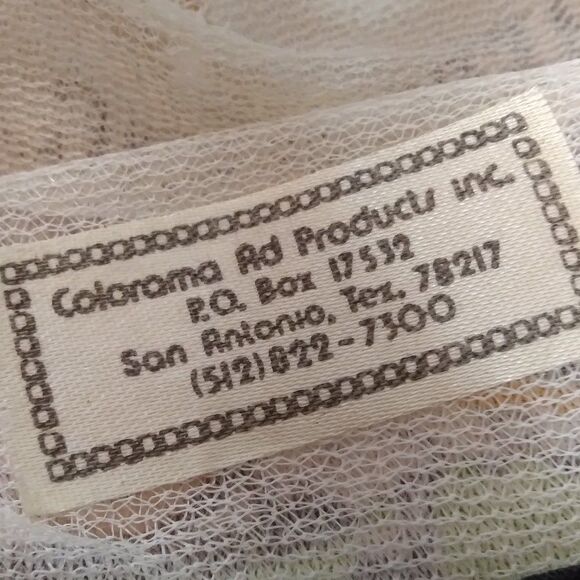 Colorama Ad Products inc.
P.O. Box 17532
San Antonio, Tex. 78217
(512) 822-7300